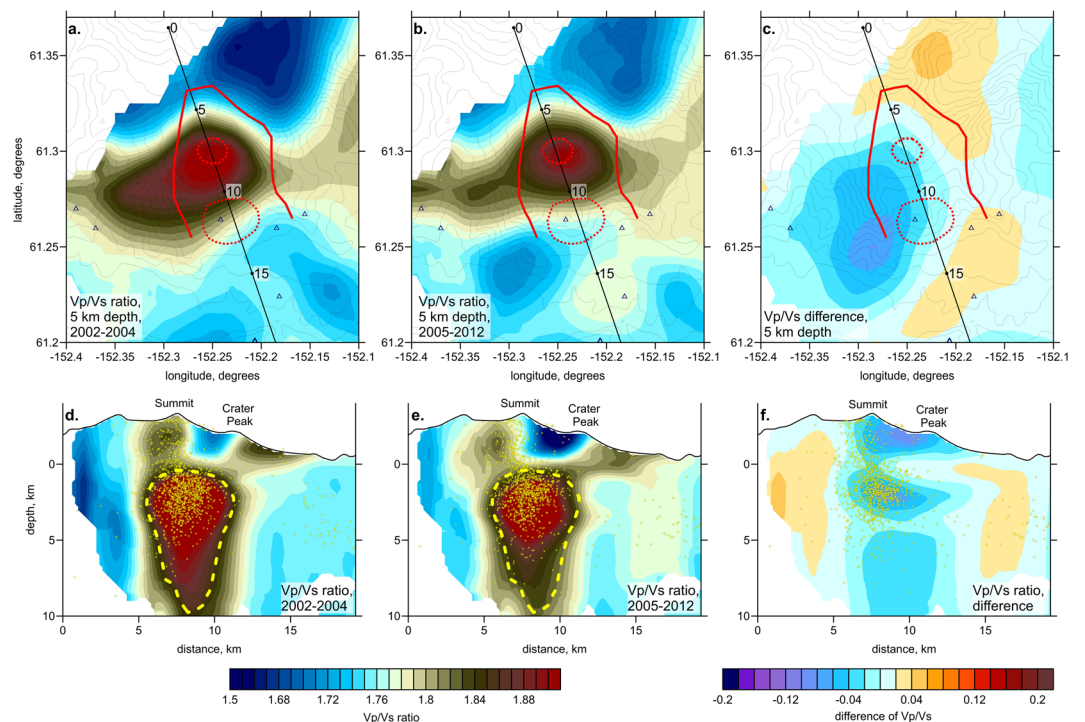 a.
b.
c.
61.35
61.3
61.25
61.2
61.35
61.3
61.25
61.2
61.35
61.3
61.25
61.2
latitude, degrees
0
5
10
15
0
5
10
15
0
5
10
15
Vp/Vs ratio,
5 km depth,
2002-2004
Vp/Vs ratio,
5 km depth,
2005-2012
Vp/Vs difference,
5 km depth
-152.4
-152.35
-152.3
-152.25
-152.2
-152.15
-152.1
-152.4
-152.35
-152.3
-152.25
-152.2
-152.15
-152.1
-152.4
-152.35
-152.3
-152.25
-152.2
-152.15
-152.1
longitude, degrees
longitude, degrees
longitude, degrees
d.
Summit
Crater
Peak
e.
Summit
Crater
Peak
f.
Summit
Crater
Peak
0
5
10
0
5
10
0
5
10
depth, km
Vp/Vs ratio,
2002-2004
Vp/Vs ratio,
2005-2012
Vp/Vs ratio,
difference
0
5
10
15
0
5
10
15
0
5
10
15
distance, km
distance, km
distance, km
1.5
1.68
1.72
1.76
1.8
1.84
1.88
Vp/Vs ratio
-0.2
-0.12
-0.04
0.04
0.12
0.2
difference of Vp/Vs